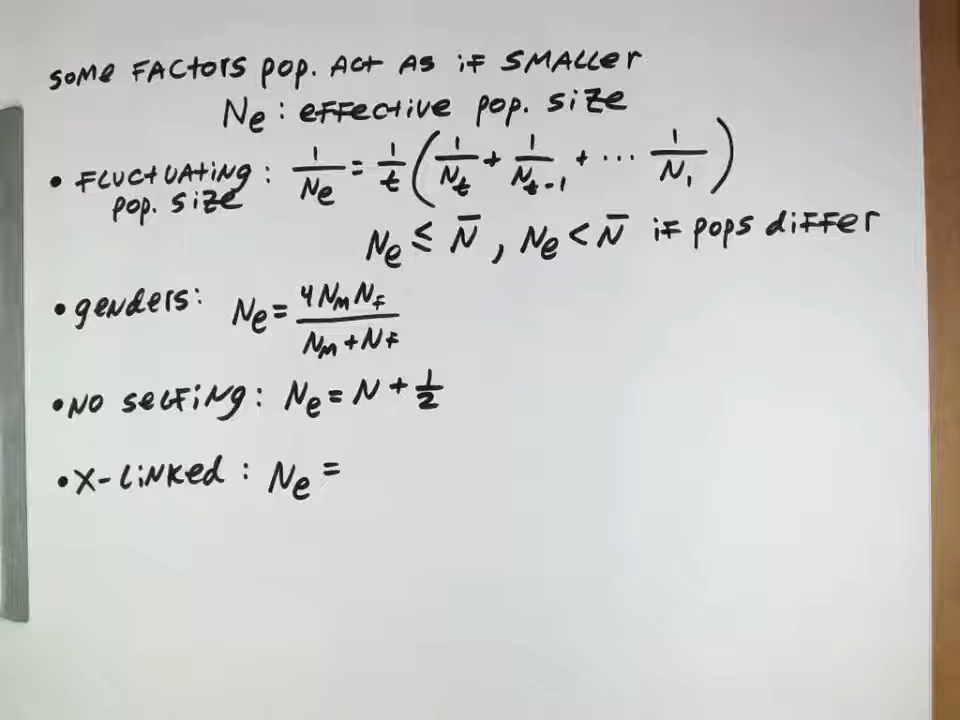 SOME FACTORS POP. ACT AS IF SMALLER
Ne : effective pop. size
• FLUCTUATING pop. size : 1/Ne = 1/t ( 1/Nt + 1/Nt-1 + ... 1/N1 )
Ne ≤ N̄ , Ne < N̄ if pops differ
• genders: Ne = 4NmNf / Nm + Nf
• NO selfing : Ne = N + 1/2
• X-linked : Ne =